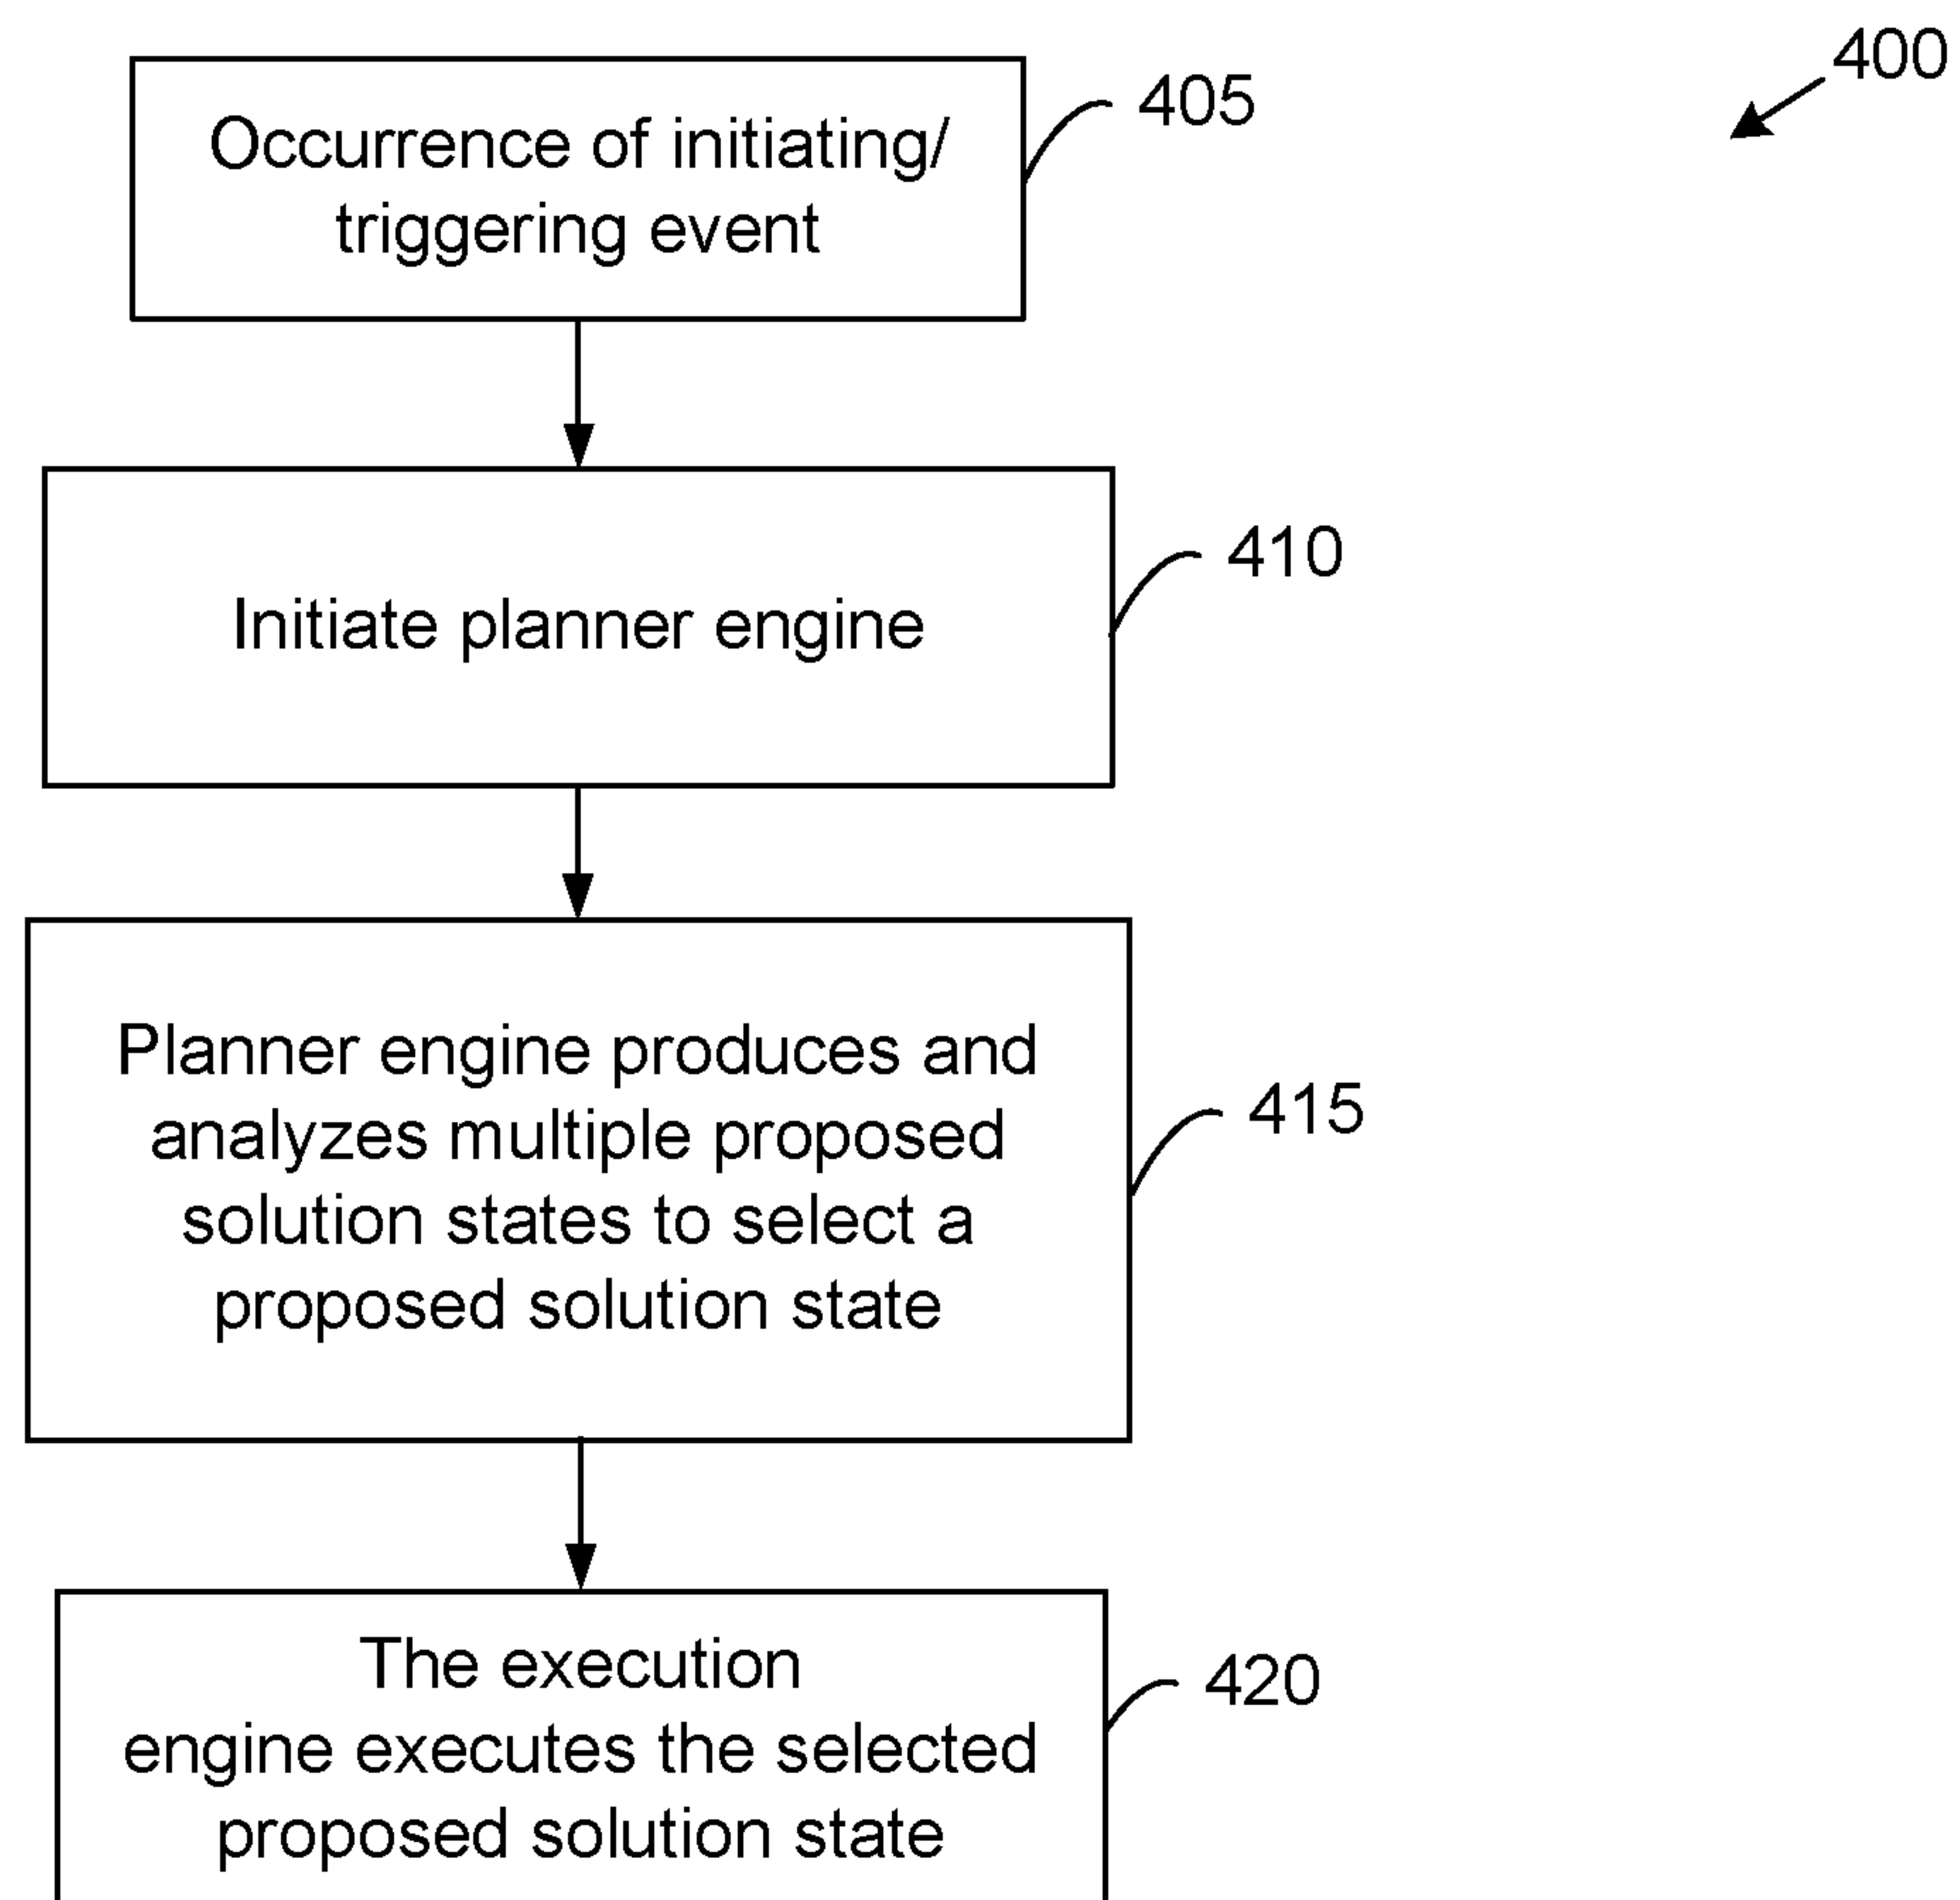 400
Occurrence of initiating/
triggering event
405
Initiate planner engine
410
Planner engine produces and
analyzes multiple proposed
solution states to select a
proposed solution state
415
The execution
engine executes the selected
proposed solution state
420